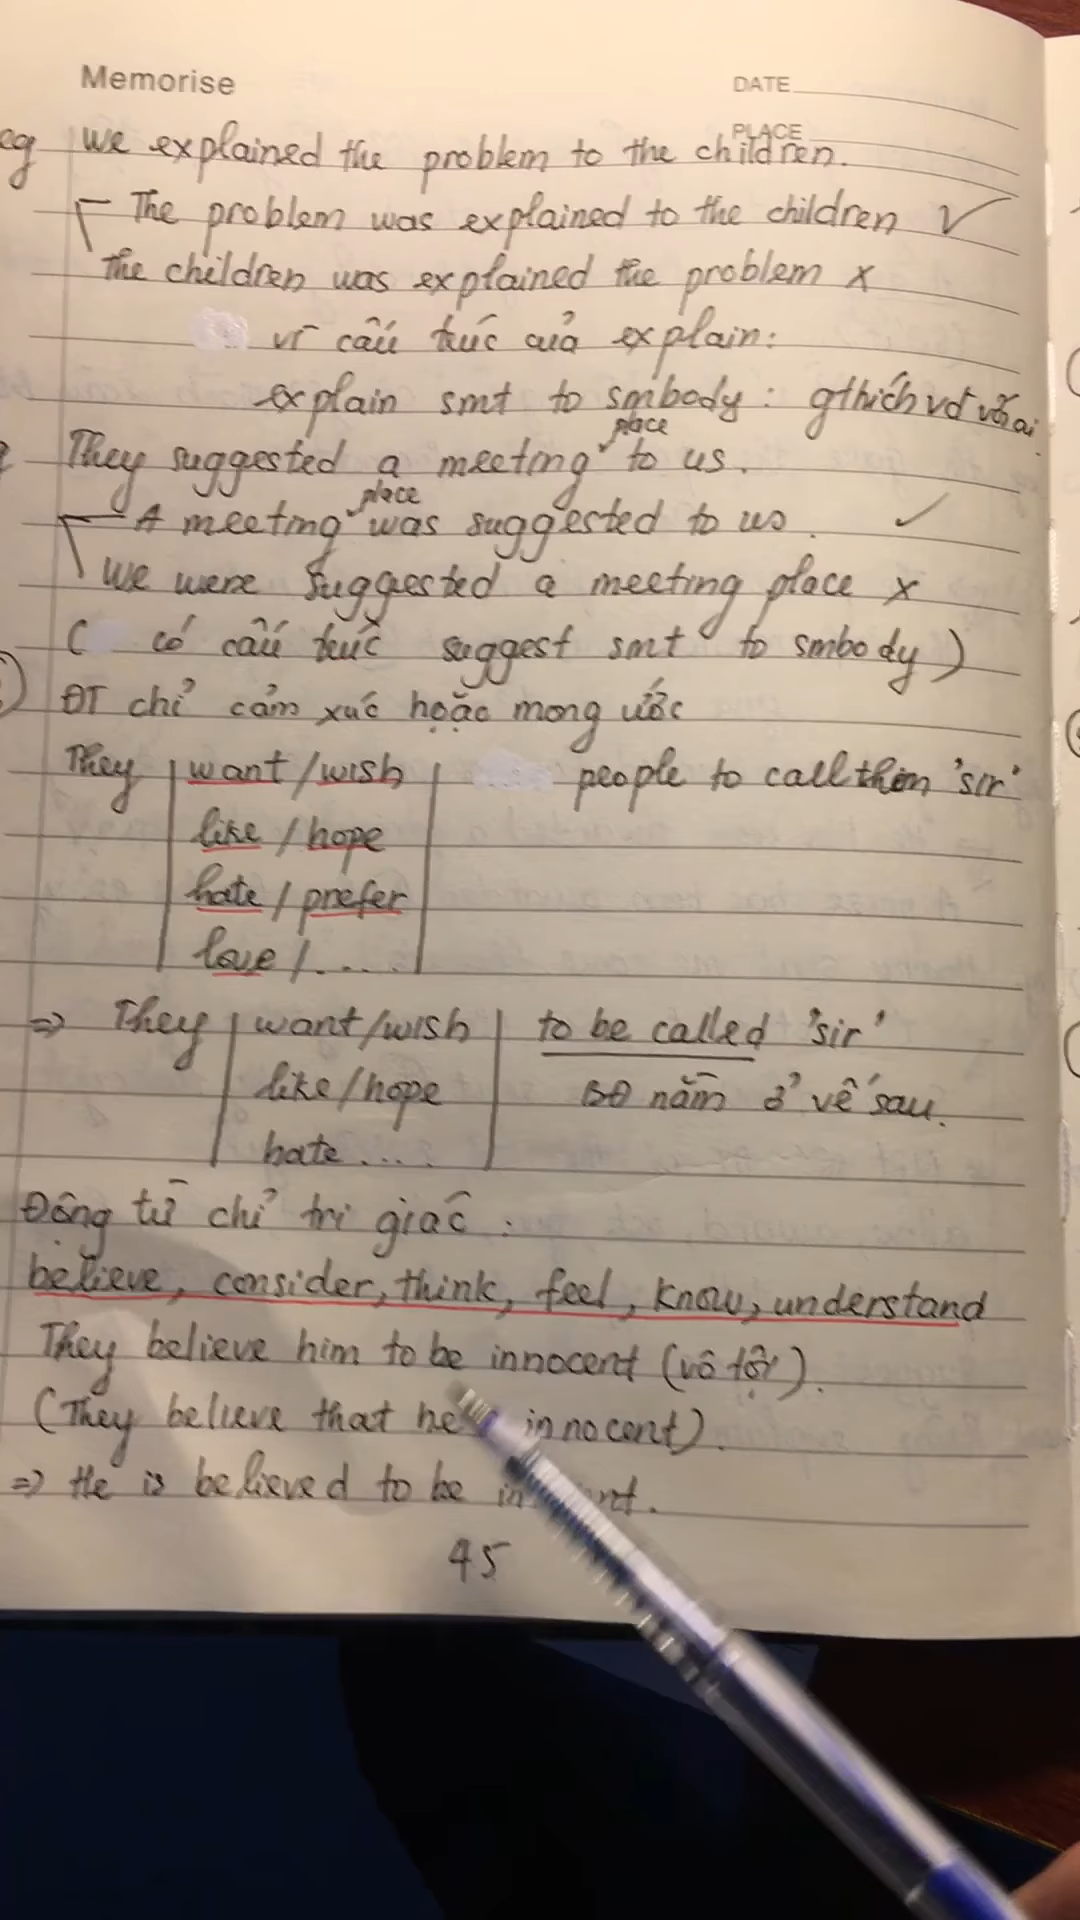 Memorise
DATE
PLACE
eg we explained the problem to the children.
The problem was explained to the children ✓
the children was explained the problem x
vì cấu trúc của explain:
explain smt to smbody: gthích vđ với ai
They suggested a meeting place to us.
A meeting place was suggested to us. ✓
We were suggested a meeting place x
( có cấu trúc suggest smt to smbody)
ĐT chỉ cảm xúc hoặc mong ước
They want/wish people to call them 'sir'
like/hope
hate/prefer
love/....
=> They want/wish to be called 'sir'
like/hope BĐ nằm ở vế sau.
hate....
Động từ chỉ tri giác:
believe, consider, think, feel, know, understand
They believe him to be innocent (vô tội).
(They believe that he innocent).
=> He is believed to be
45